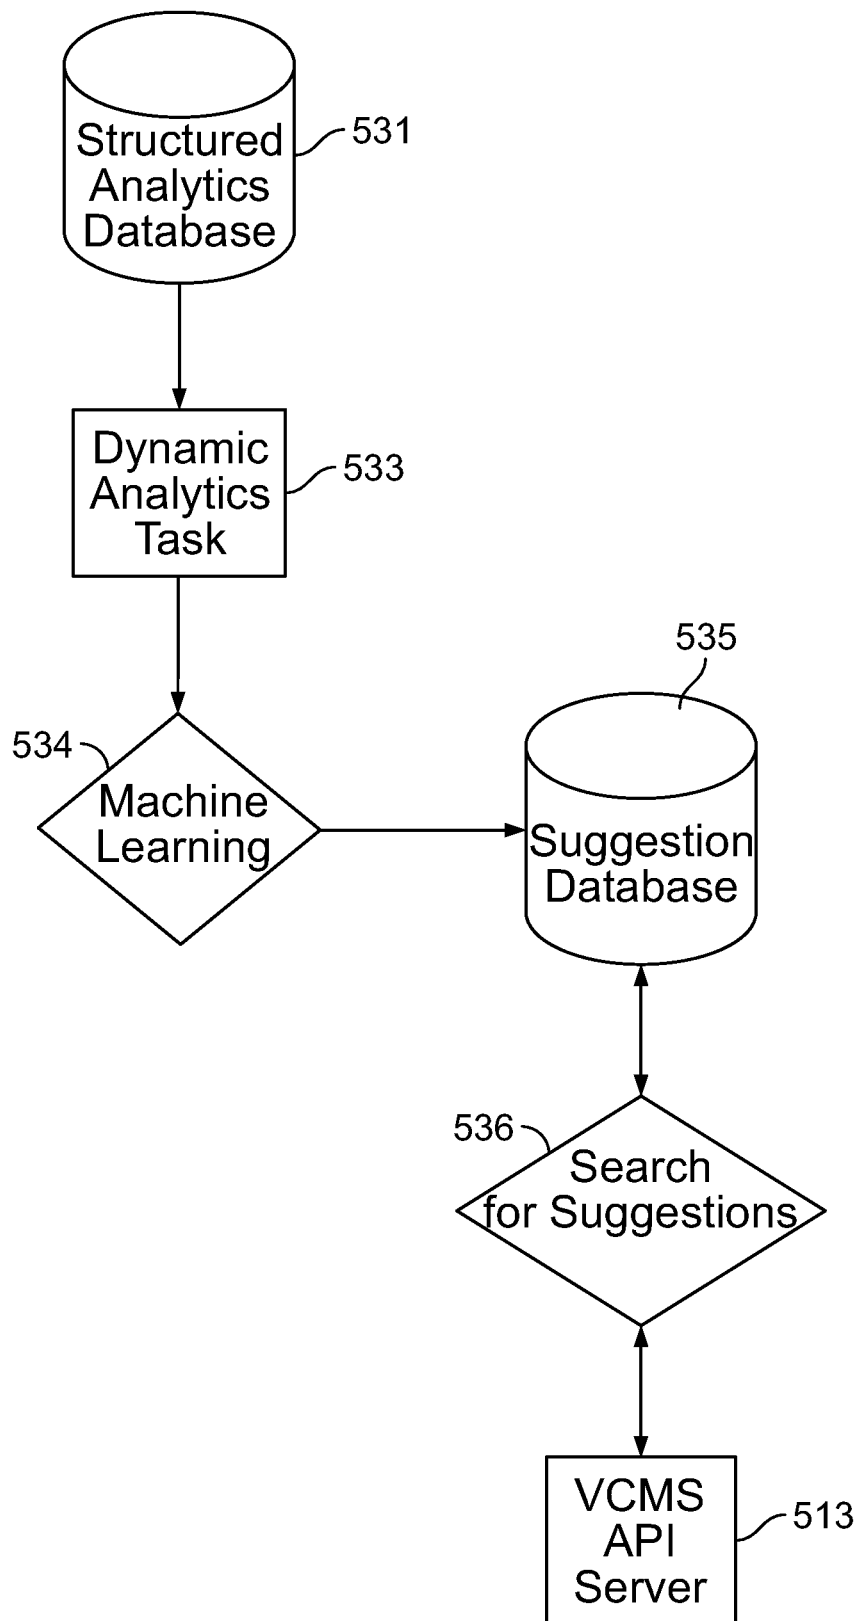 Structured
Analytics
Database
531
Dynamic
Analytics
Task
533
534
Machine
Learning
535
Suggestion
Database
536
Search
for Suggestions
VCMS
API
Server
513